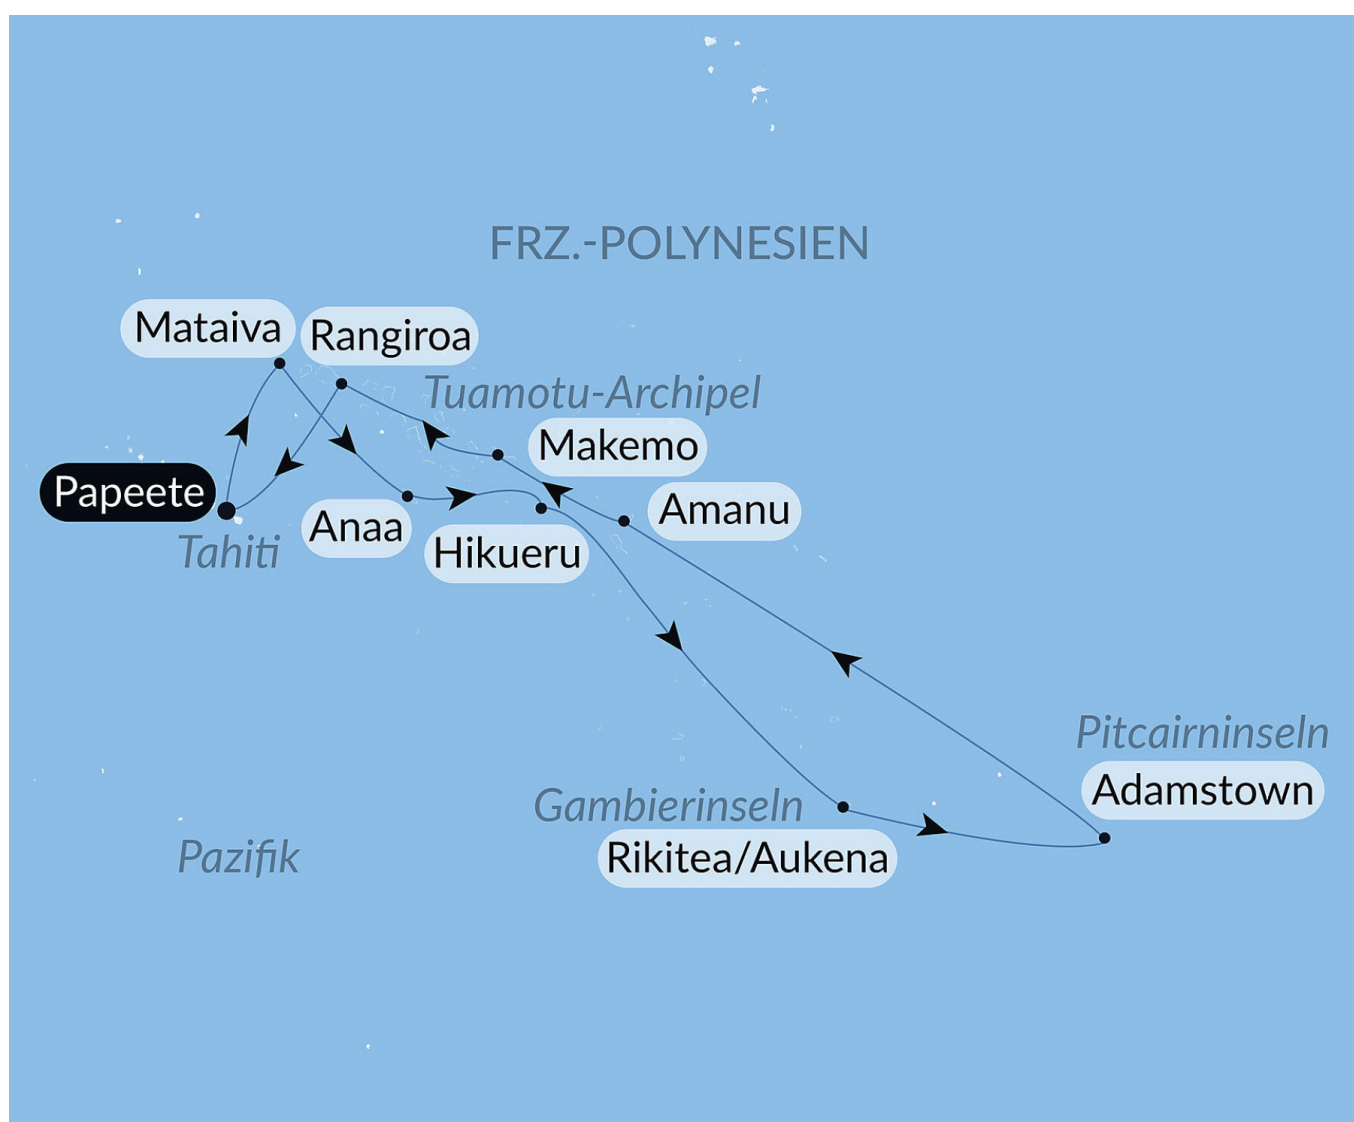 FRZ.-POLYNESIEN
Mataiva
Rangiroa
Tuamotu-Archipel
Makemo
Papeete
Amanu
Anaa
Tahiti
Hikueru
Pitcairninseln
Adamstown
Gambierinseln
Pazifik
Rikitea/Aukena